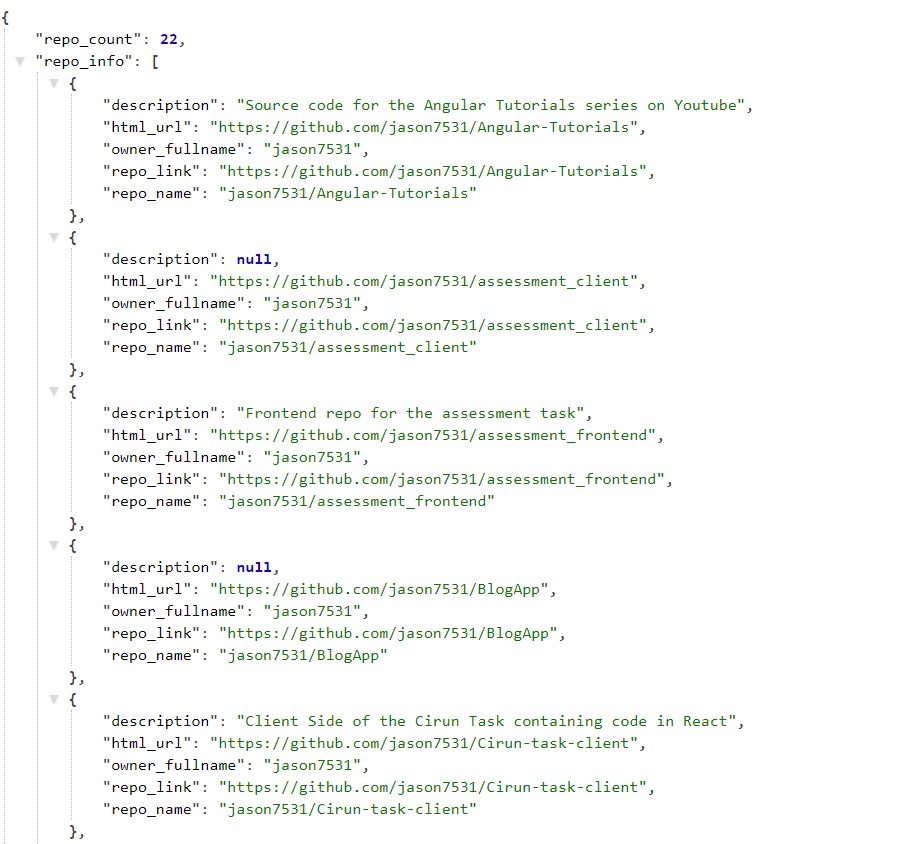 {
"repo_count": 22,
"repo_info": [
{
"description": "Source code for the Angular Tutorials series on Youtube",
"html_url": "https://github.com/jason7531/Angular-Tutorials",
"owner_fullname": "jason7531",
"repo_link": "https://github.com/jason7531/Angular-Tutorials",
"repo_name": "jason7531/Angular-Tutorials"
},
{
"description": null,
"html_url": "https://github.com/jason7531/assessment_client",
"owner_fullname": "jason7531",
"repo_link": "https://github.com/jason7531/assessment_client",
"repo_name": "jason7531/assessment_client"
},
{
"description": "Frontend repo for the assessment task",
"html_url": "https://github.com/jason7531/assessment_frontend",
"owner_fullname": "jason7531",
"repo_link": "https://github.com/jason7531/assessment_frontend",
"repo_name": "jason7531/assessment_frontend"
},
{
"description": null,
"html_url": "https://github.com/jason7531/BlogApp",
"owner_fullname": "jason7531",
"repo_link": "https://github.com/jason7531/BlogApp",
"repo_name": "jason7531/BlogApp"
},
{
"description": "Client Side of the Cirun Task containing code in React",
"html_url": "https://github.com/jason7531/Cirun-task-client",
"owner_fullname": "jason7531",
"repo_link": "https://github.com/jason7531/Cirun-task-client",
"repo_name": "jason7531/Cirun-task-client"
},